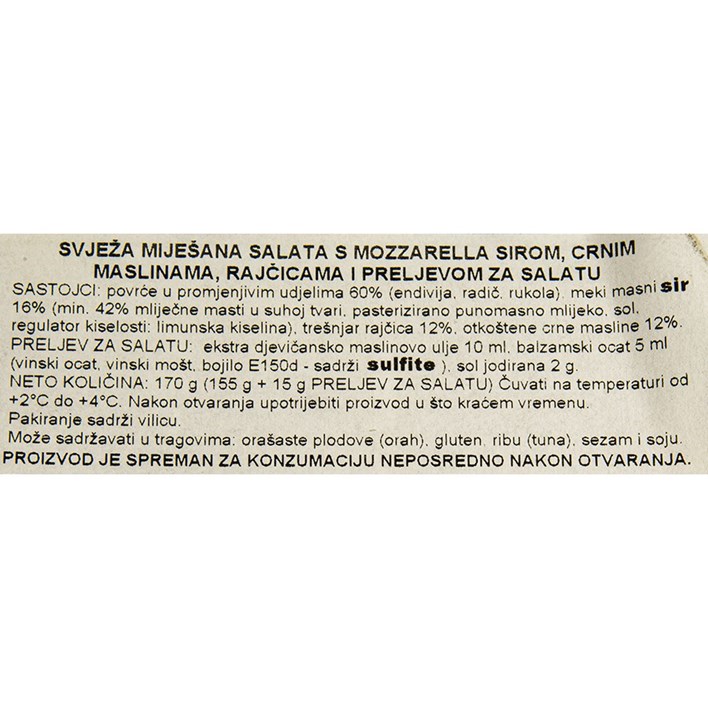 SVJEŽA MIJEŠANA SALATA S MOZZARELLA SIROM, CRNIM
MASLINAMA, RAJČICAMA I PRELJEVOM ZA SALATU
SASTOJCI: povrće u promjenjivim udjelima 60% (endivija, radič, rukola), meki masni sir
16% (min. 42% mliječne masti u suhoj tvari, pasterizirano punomasno mlijeko, sol,
regulator kiselosti: limunska kiselina), trešnjar rajčica 12%, otkoštene crne masline 12%.
PRELJEV ZA SALATU: ekstra djevičansko maslinovo ulje 10 ml, balzamski ocat 5 ml
(vinski ocat, vinski mošt, bojilo E150d - sadrži sulfite ), sol jodirana 2 g.
NETO KOLIČINA: 170 g (155 g + 15 g PRELJEV ZA SALATU) Čuvati na temperaturi od
+2°C do +4°C. Nakon otvaranja upotrijebiti proizvod u što kraćem vremenu.
Pakiranje sadrži vilicu.
Može sadržavati u tragovima: orašaste plodove (orah), gluten, ribu (tuna), sezam i soju.
PROIZVOD JE SPREMAN ZA KONZUMACIJU NEPOSREDNO NAKON OTVARANJA.